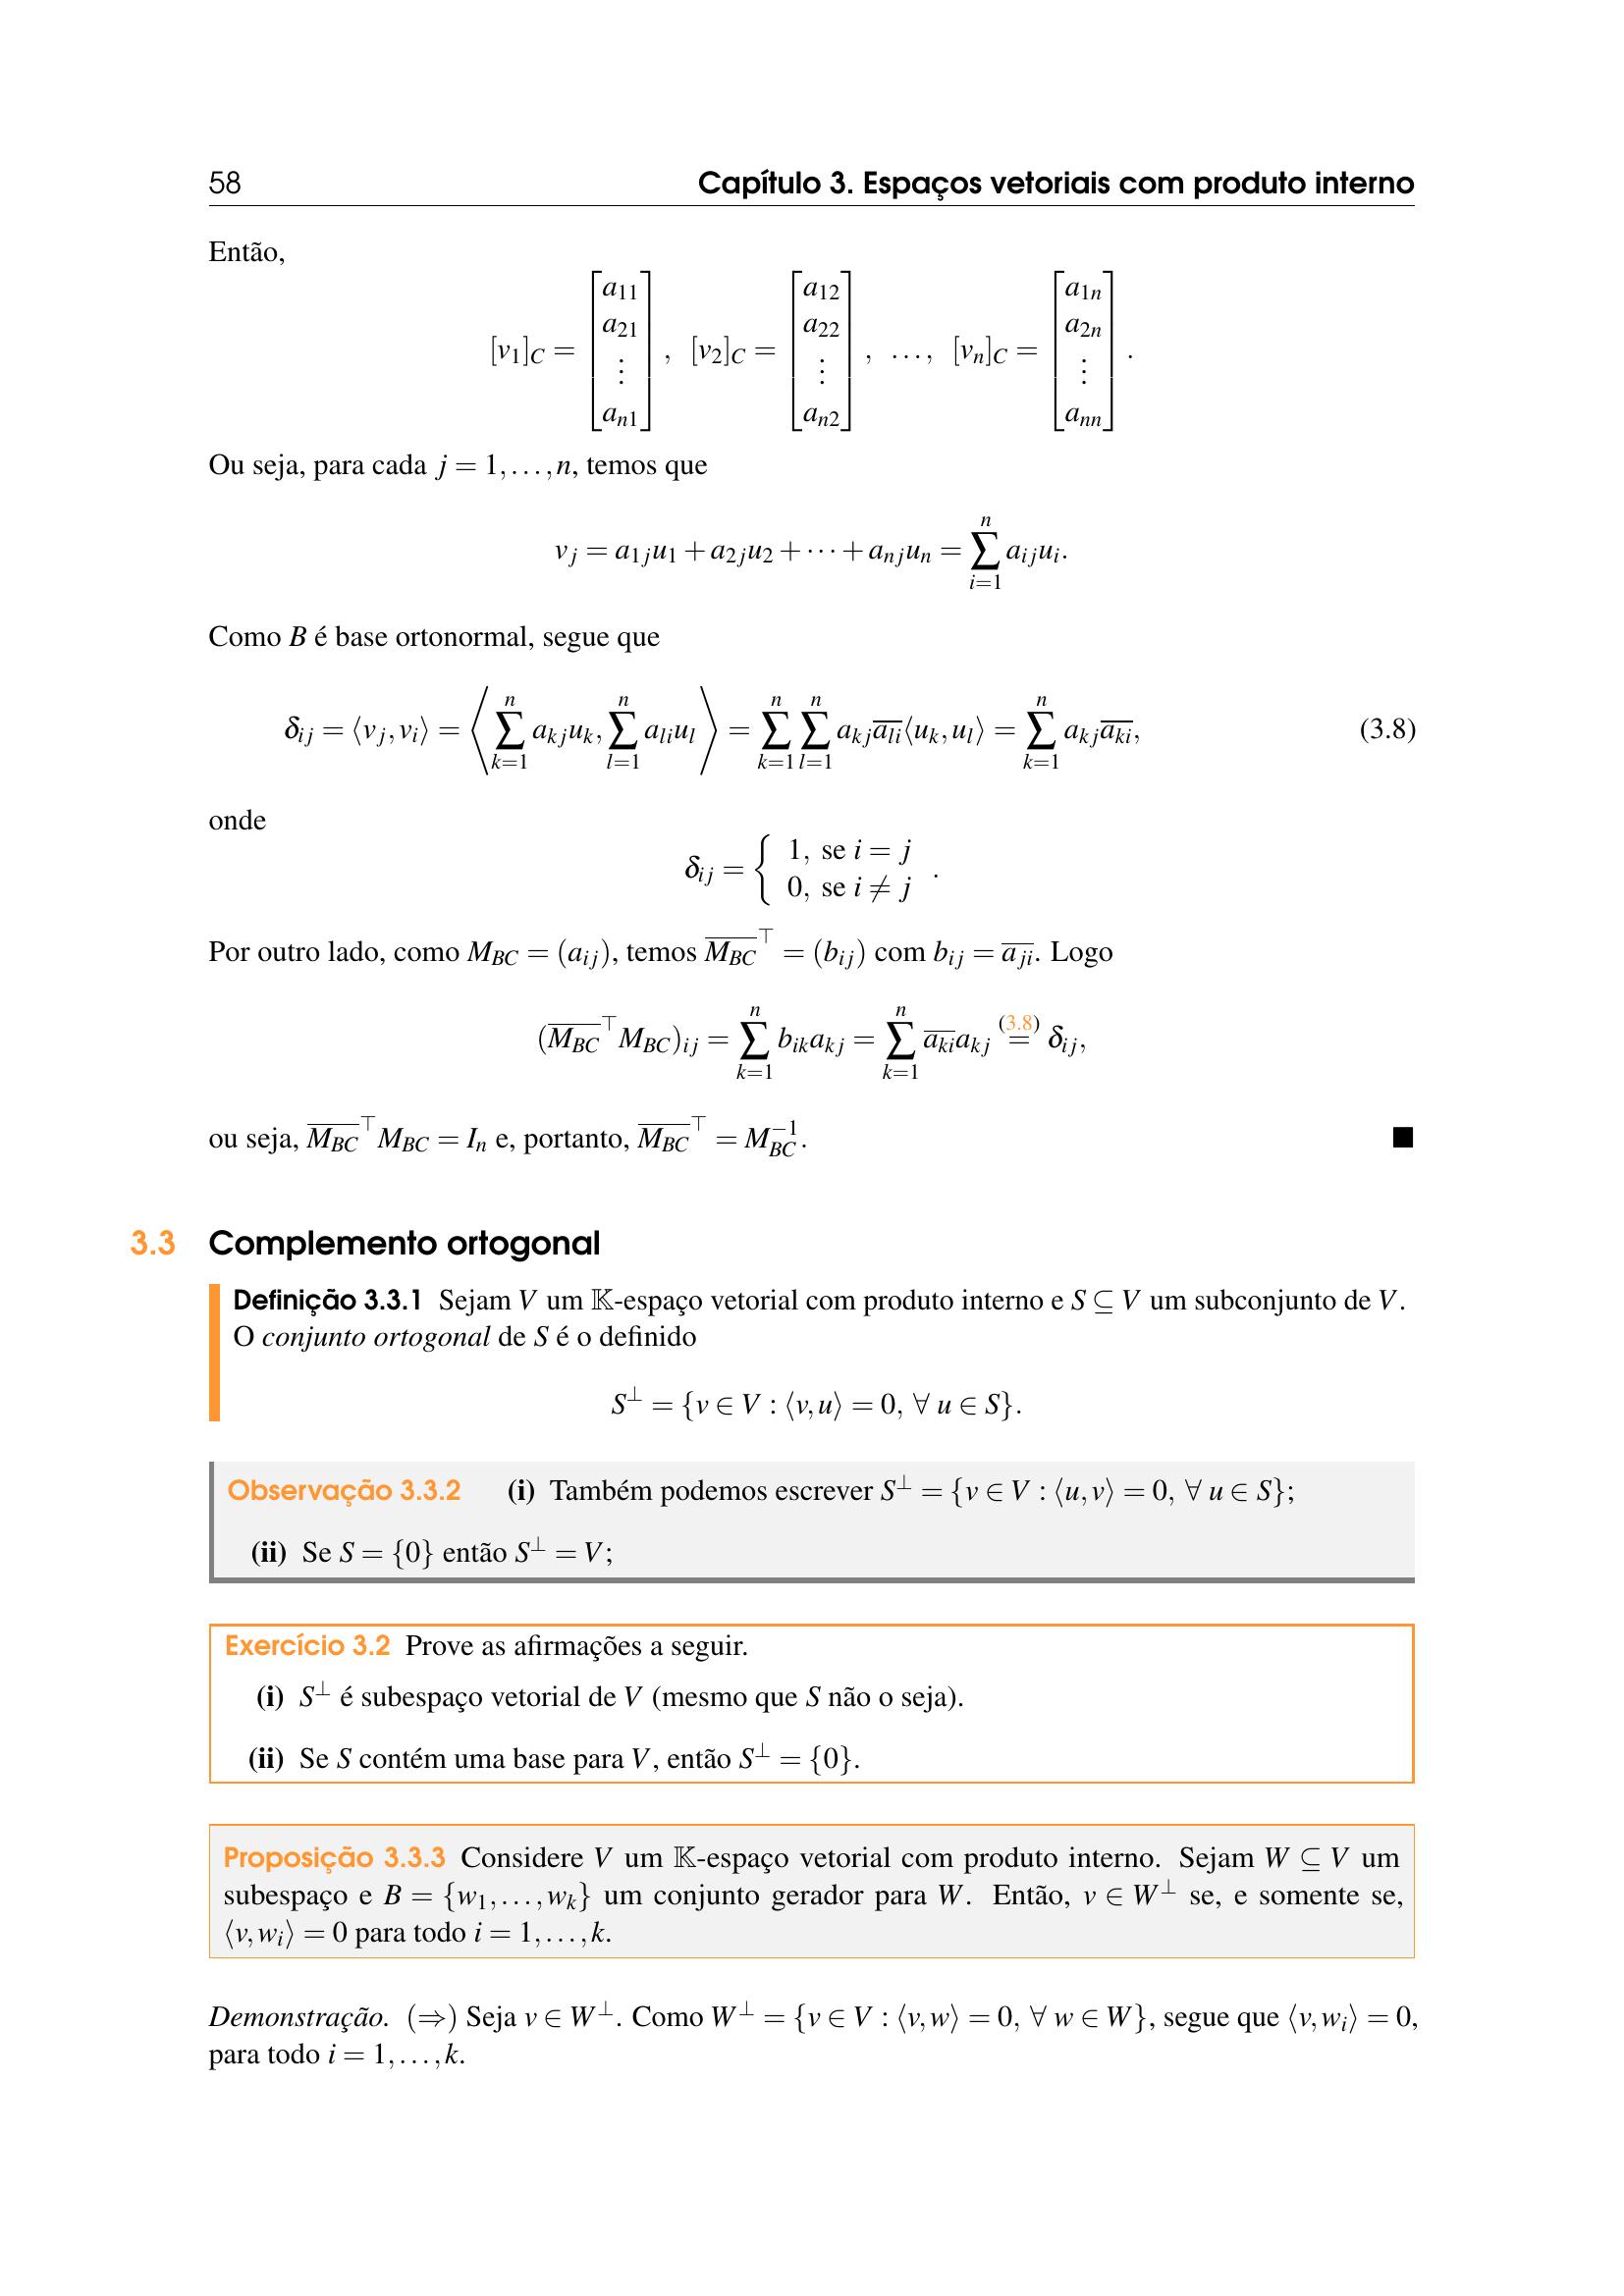 58 Capítulo 3. Espaços vetoriais com produto interno
Então,
$[v_1]_C = \begin{bmatrix} a_{11} \\ a_{21} \\ \vdots \\ a_{n1} \end{bmatrix}, \; [v_2]_C = \begin{bmatrix} a_{12} \\ a_{22} \\ \vdots \\ a_{n2} \end{bmatrix}, \; \ldots, \; [v_n]_C = \begin{bmatrix} a_{1n} \\ a_{2n} \\ \vdots \\ a_{nn} \end{bmatrix}.$
Ou seja, para cada $j = 1, \ldots, n$, temos que
$v_j = a_{1j}u_1 + a_{2j}u_2 + \cdots + a_{nj}u_n = \sum_{i=1}^{n} a_{ij}u_i.$
Como $B$ é base ortonormal, segue que
$\delta_{ij} = \langle v_j, v_i \rangle = \left\langle \sum_{k=1}^{n} a_{kj}u_k, \sum_{l=1}^{n} a_{li}u_l \right\rangle = \sum_{k=1}^{n} \sum_{l=1}^{n} a_{kj}\overline{a_{li}} \langle u_k, u_l \rangle = \sum_{k=1}^{n} a_{kj}\overline{a_{ki}},$ (3.8)
onde
$\delta_{ij} = \left\{ \begin{array}{l} 1, \text{ se } i = j \\ 0, \text{ se } i \neq j \end{array} \right. .$
Por outro lado, como $M_{BC} = (a_{ij})$, temos $\overline{M_{BC}}^{\top} = (b_{ij})$ com $b_{ij} = \overline{a_{ji}}$. Logo
$(\overline{M_{BC}}^{\top} M_{BC})_{ij} = \sum_{k=1}^{n} b_{ik}a_{kj} = \sum_{k=1}^{n} \overline{a_{ki}}a_{kj} \overset{(3.8)}{=} \delta_{ij},$
ou seja, $\overline{M_{BC}}^{\top} M_{BC} = I_n$ e, portanto, $\overline{M_{BC}}^{\top} = M_{BC}^{-1}$. ■
3.3 Complemento ortogonal
Definição 3.3.1 Sejam $V$ um $\mathbb{K}$-espaço vetorial com produto interno e $S \subseteq V$ um subconjunto de $V$.
O conjunto ortogonal de $S$ é o definido
$S^{\perp} = \{v \in V : \langle v, u \rangle = 0, \; \forall \; u \in S\}.$
Observação 3.3.2 (i) Também podemos escrever $S^{\perp} = \{v \in V : \langle u, v \rangle = 0, \; \forall \; u \in S\}$;
(ii) Se $S = \{0\}$ então $S^{\perp} = V$;
Exercício 3.2 Prove as afirmações a seguir.
(i) $S^{\perp}$ é subespaço vetorial de $V$ (mesmo que $S$ não o seja).
(ii) Se $S$ contém uma base para $V$, então $S^{\perp} = \{0\}$.
Proposição 3.3.3 Considere $V$ um $\mathbb{K}$-espaço vetorial com produto interno. Sejam $W \subseteq V$ um
subespaço e $B = \{w_1, \ldots, w_k\}$ um conjunto gerador para $W$. Então, $v \in W^{\perp}$ se, e somente se,
$\langle v, w_i \rangle = 0$ para todo $i = 1, \ldots, k$.
Demonstração. $(\Rightarrow)$ Seja $v \in W^{\perp}$. Como $W^{\perp} = \{v \in V : \langle v, w \rangle = 0, \; \forall \; w \in W\}$, segue que $\langle v, w_i \rangle = 0$,
para todo $i = 1, \ldots, k$.